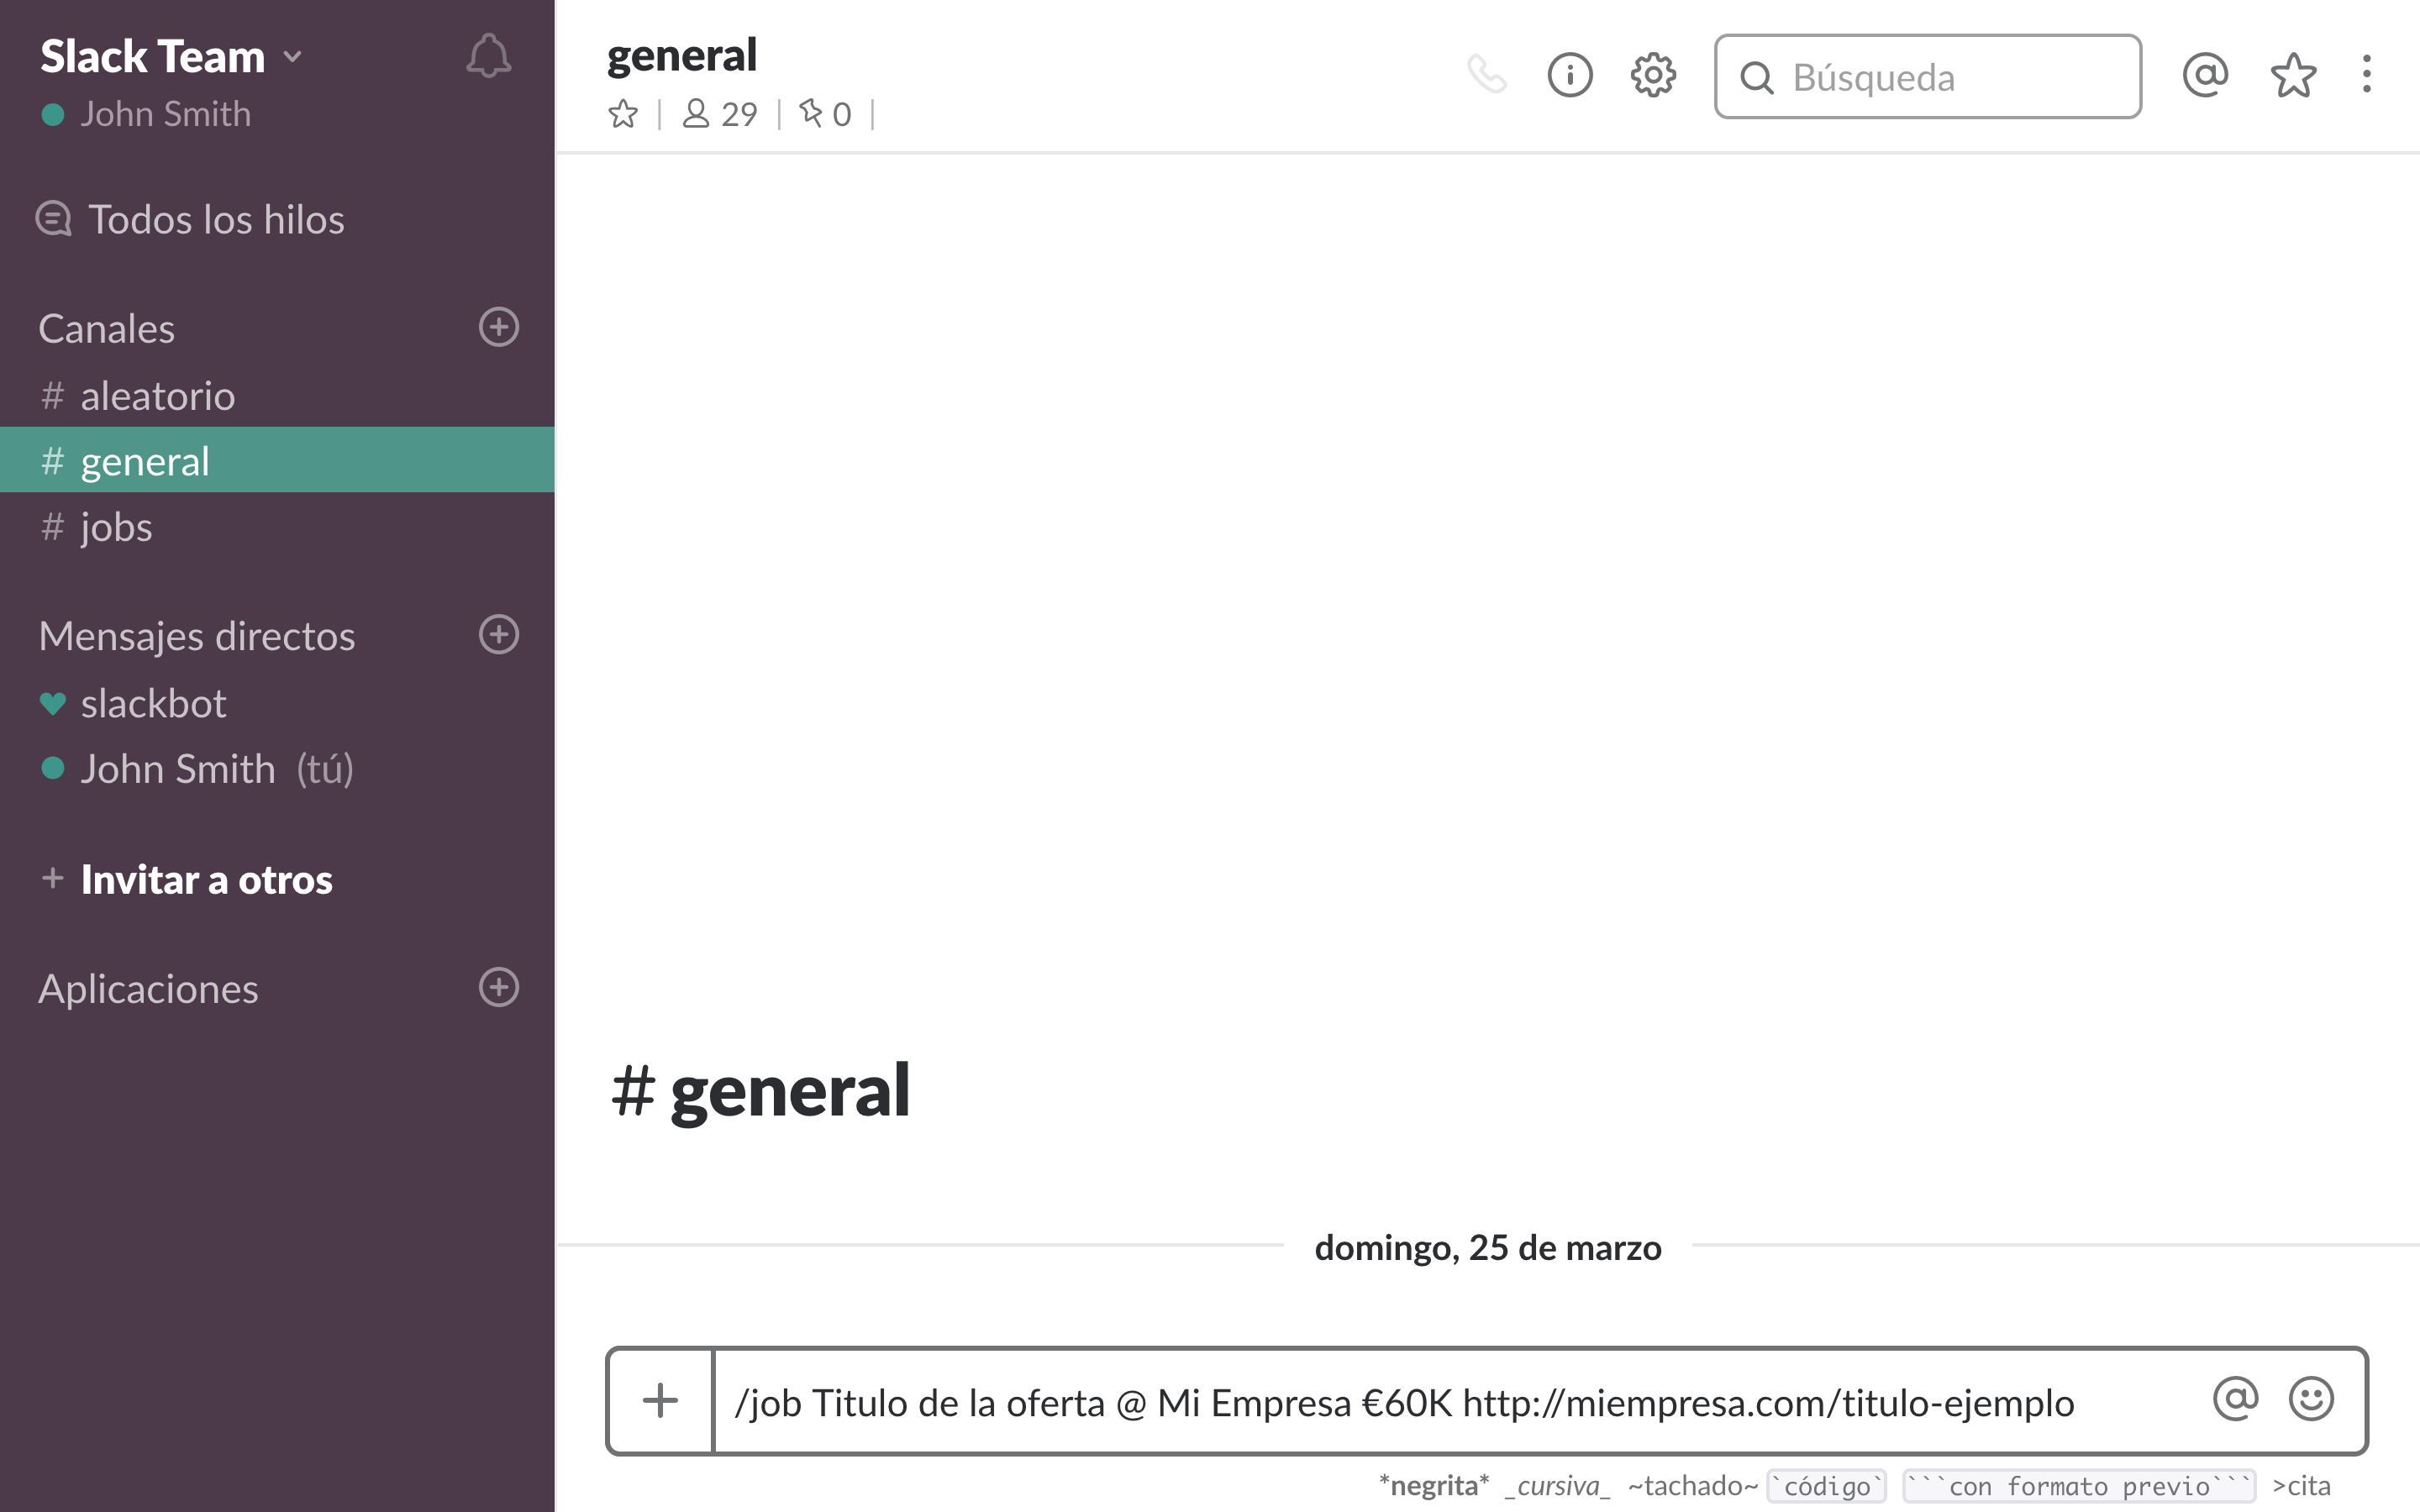 Slack Team
John Smith
Todos los hilos
Canales
# aleatorio
# general
# jobs
Mensajes directos
slackbot
John Smith (tú)
+ Invitar a otros
Aplicaciones
general
29 | 0 |
Búsqueda
# general
domingo, 25 de marzo
/job Titulo de la oferta @ Mi Empresa €60K http://miempresa.com/titulo-ejemplo
*negrita* _cursiva_ ~tachado~ `código` ```con formato previo``` >cita